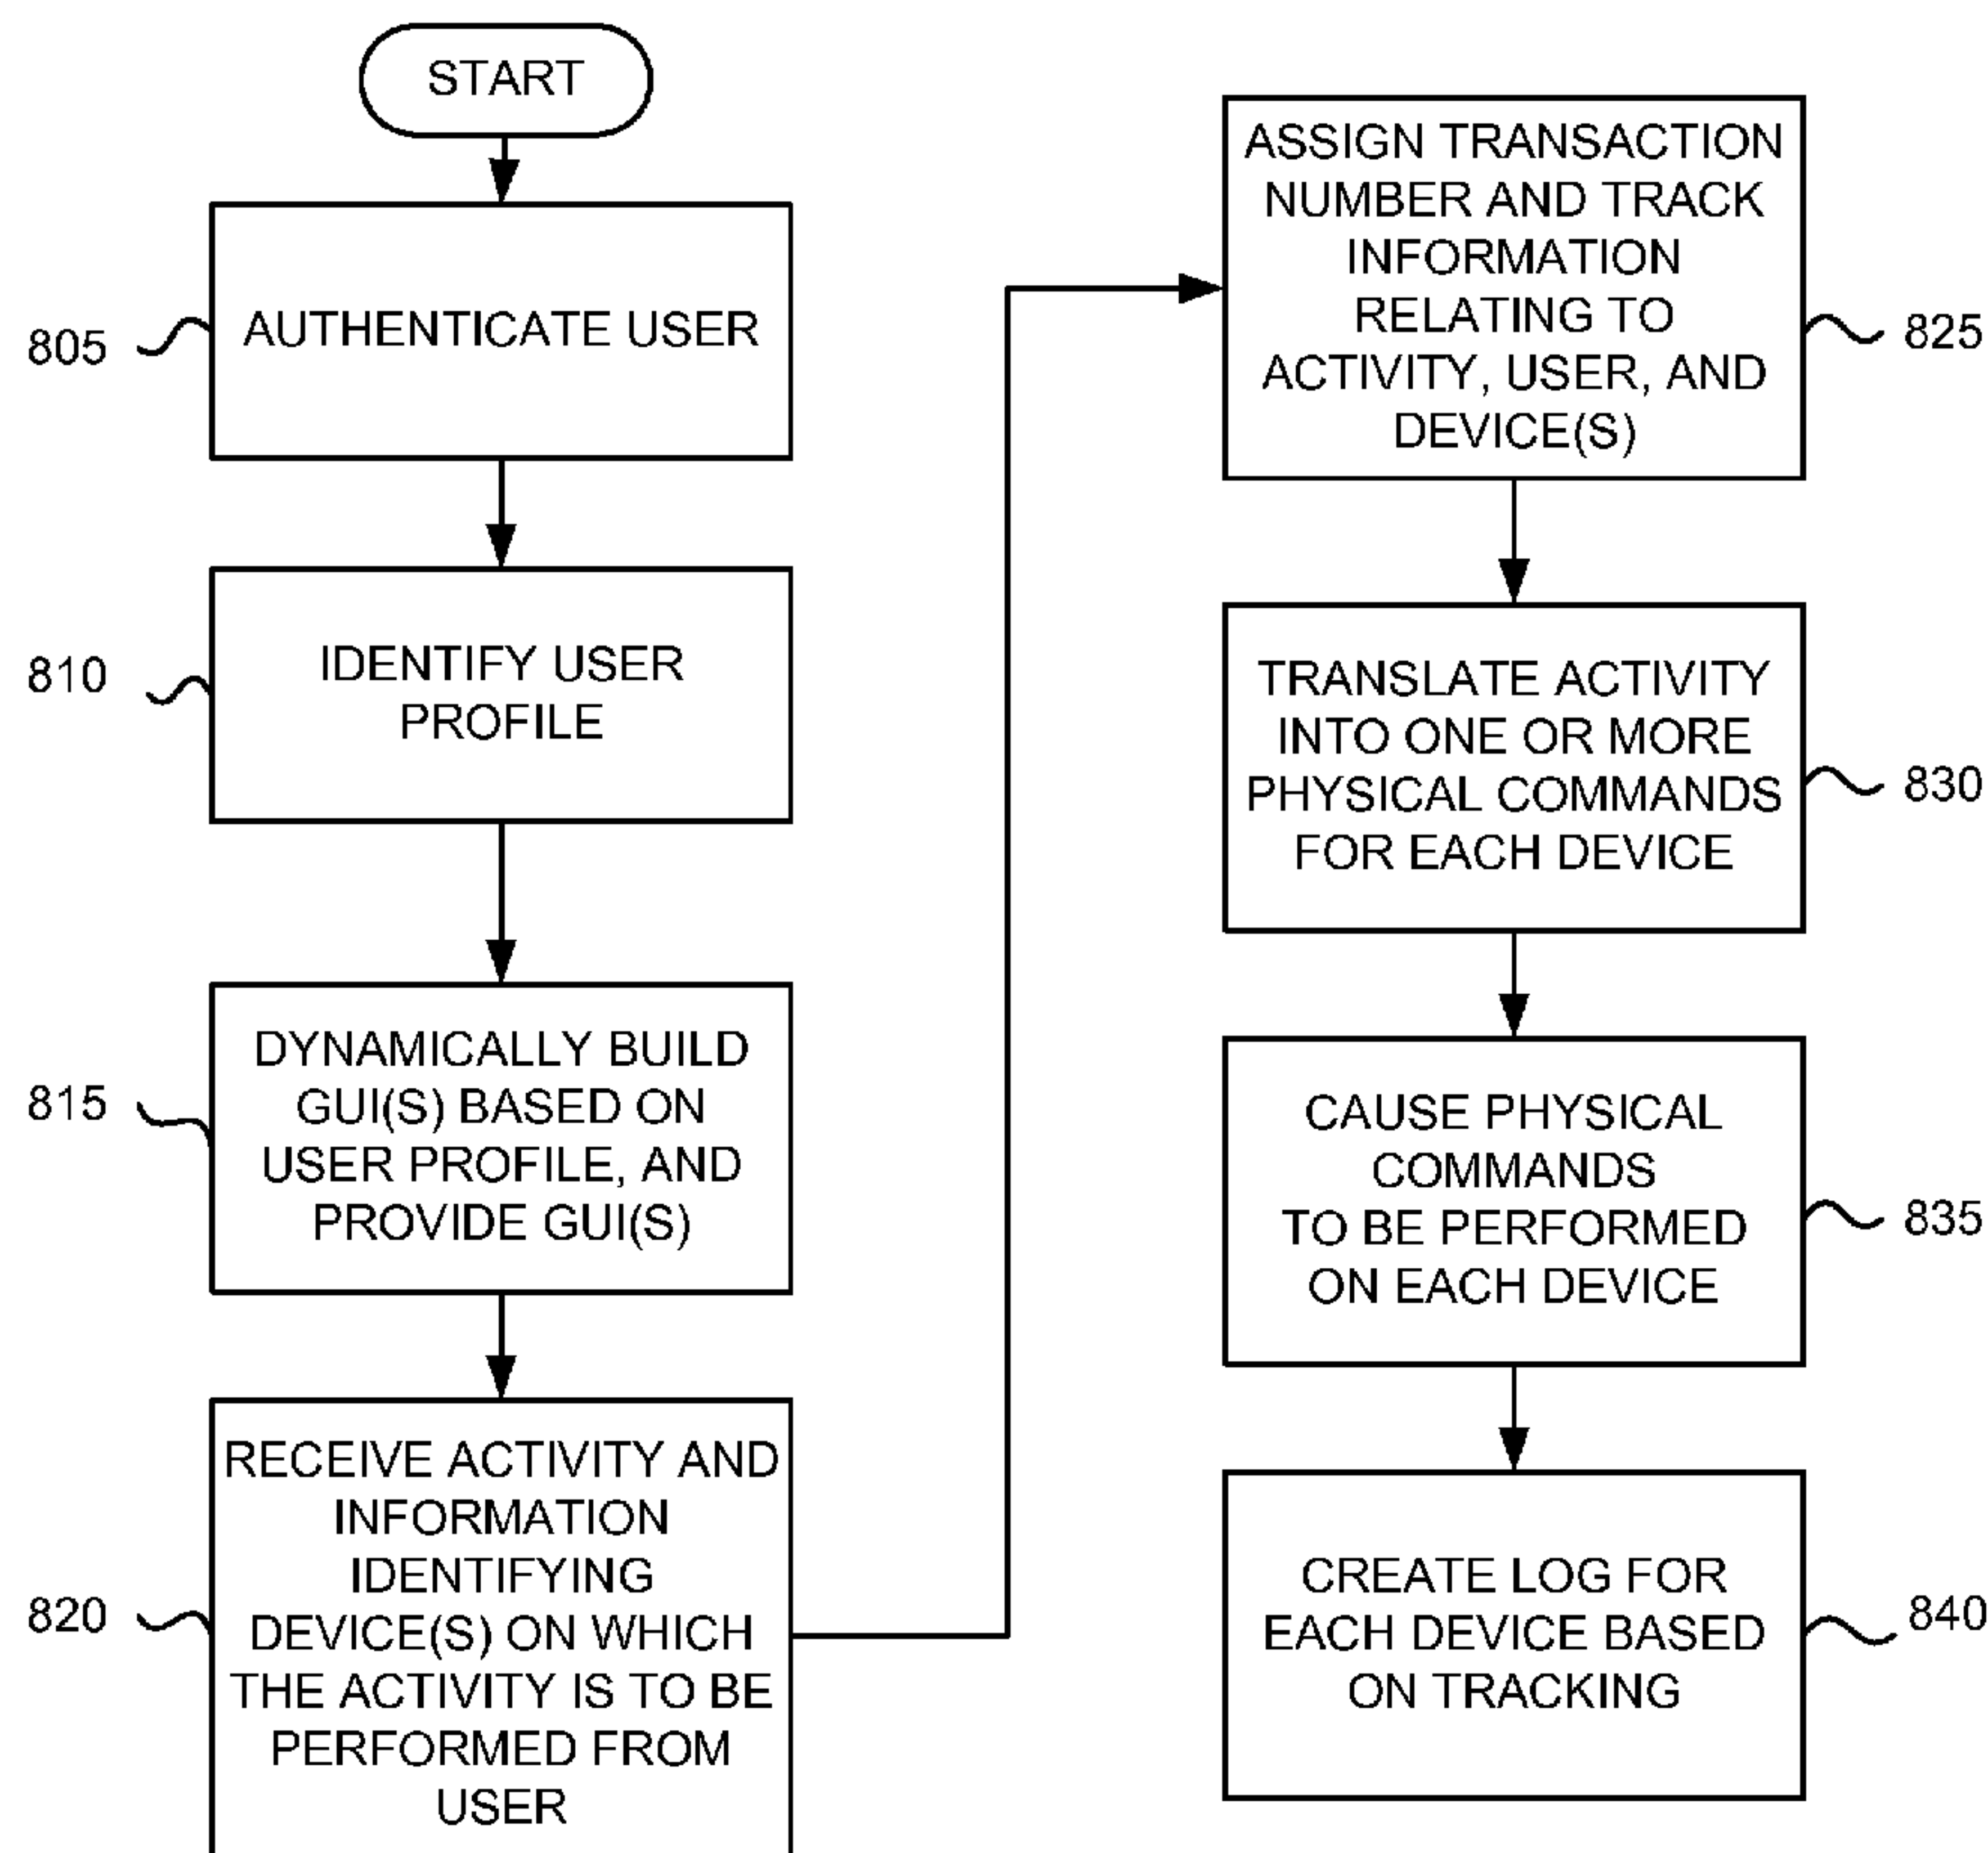 START
805
AUTHENTICATE USER
810
IDENTIFY USER
PROFILE
815
DYNAMICALLY BUILD
GUI(S) BASED ON
USER PROFILE, AND
PROVIDE GUI(S)
820
RECEIVE ACTIVITY AND
INFORMATION
IDENTIFYING
DEVICE(S) ON WHICH
THE ACTIVITY IS TO BE
PERFORMED FROM
USER
ASSIGN TRANSACTION
NUMBER AND TRACK
INFORMATION
RELATING TO
ACTIVITY, USER, AND
DEVICE(S)
825
TRANSLATE ACTIVITY
INTO ONE OR MORE
PHYSICAL COMMANDS
FOR EACH DEVICE
830
CAUSE PHYSICAL
COMMANDS
TO BE PERFORMED
ON EACH DEVICE
835
CREATE LOG FOR
EACH DEVICE BASED
ON TRACKING
840